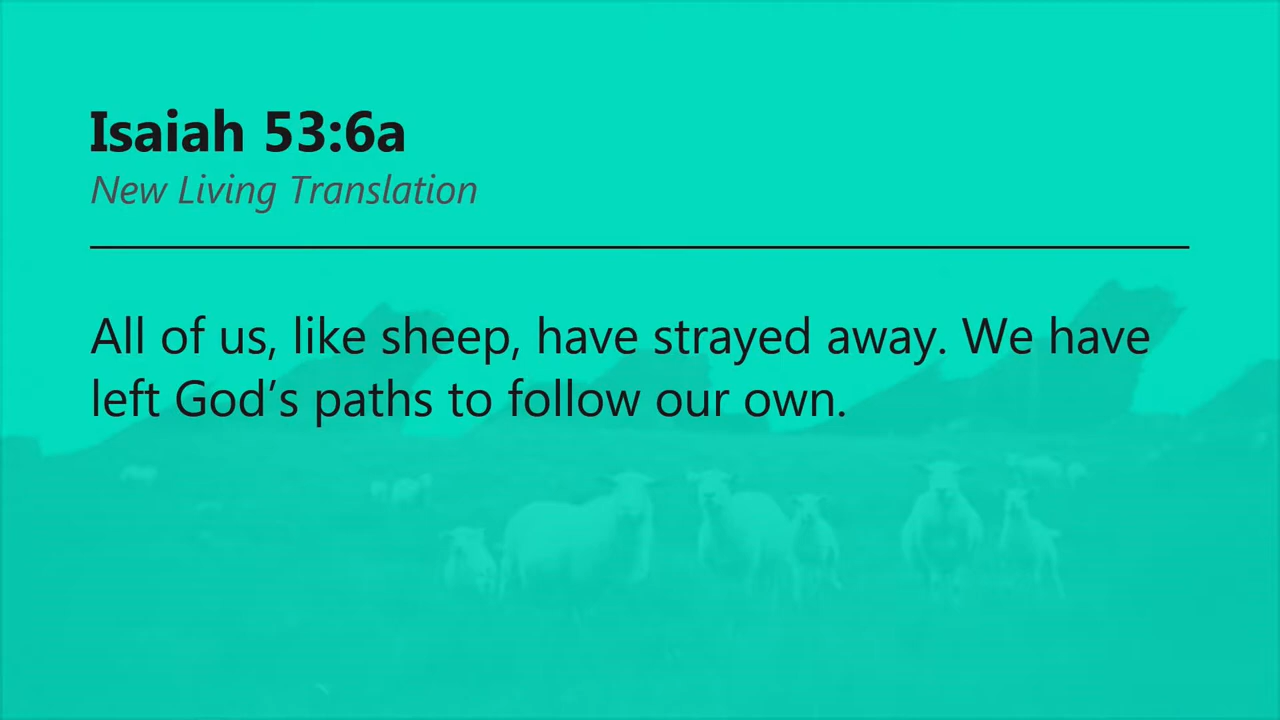 Isaiah 53:6a
New Living Translation
All of us, like sheep, have strayed away. We have
left God’s paths to follow our own.